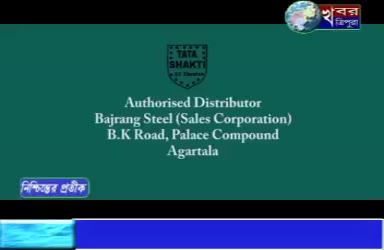 খবর
ত্রিপুরা
TATA
SHAKTI
Authorised Distributor
Bajrang Steel (Sales Corporation)
B.K Road, Palace Compound
Agartala
নিশ্চিন্তের প্রতীক